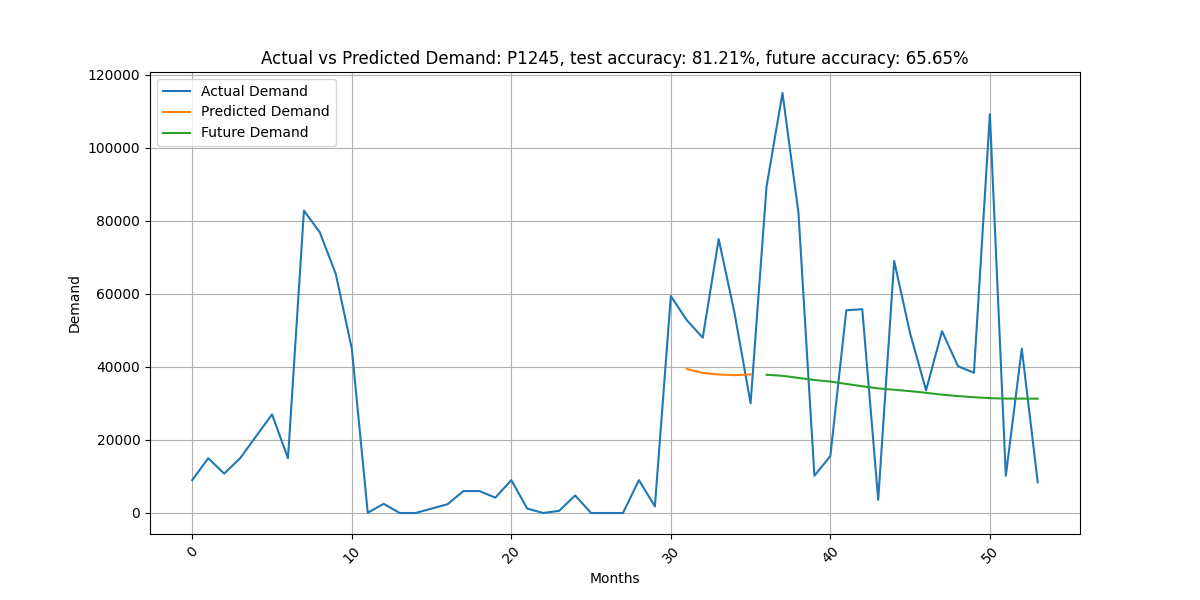 Actual vs Predicted Demand: P1245, test accuracy: 81.21%, future accuracy: 65.65%
Actual Demand
Predicted Demand
Future Demand
120000
100000
80000
60000
40000
20000
0
Demand
0 10 20 30 40 50
Months